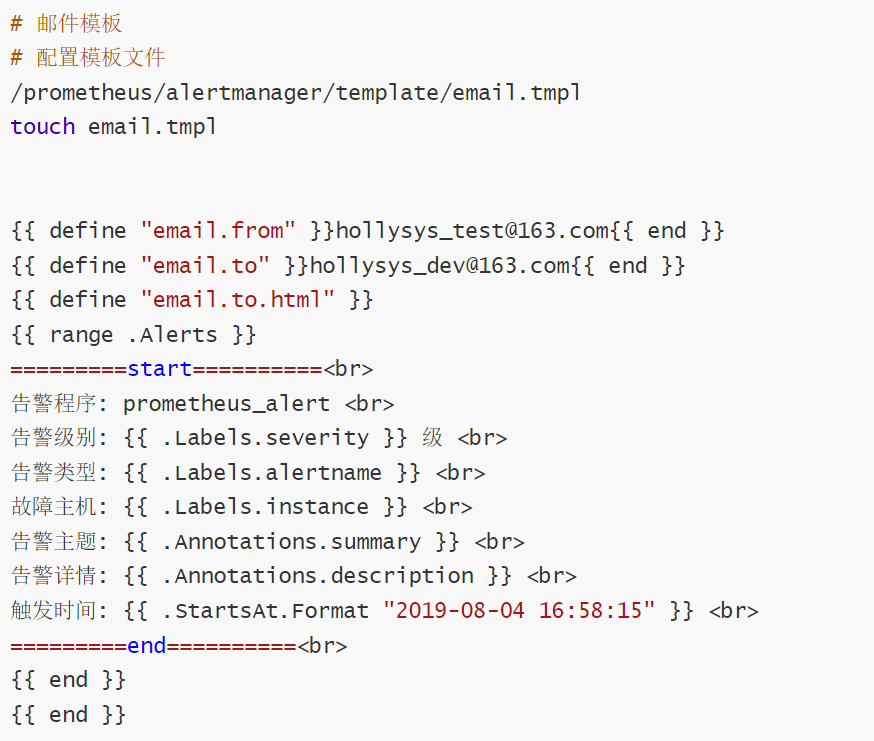 # 邮件模板
# 配置模板文件
/prometheus/alertmanager/template/email.tmpl
touch email.tmpl
{{ define "email.from" }}hollysys_test@163.com{{ end }}
{{ define "email.to" }}hollysys_dev@163.com{{ end }}
{{ define "email.to.html" }}
{{ range .Alerts }}
=========start==========<br>
告警程序: prometheus_alert <br>
告警级别: {{ .Labels.severity }} 级 <br>
告警类型: {{ .Labels.alertname }} <br>
故障主机: {{ .Labels.instance }} <br>
告警主题: {{ .Annotations.summary }} <br>
告警详情: {{ .Annotations.description }} <br>
触发时间: {{ .StartsAt.Format "2019-08-04 16:58:15" }} <br>
=========end==========<br>
{{ end }}
{{ end }}